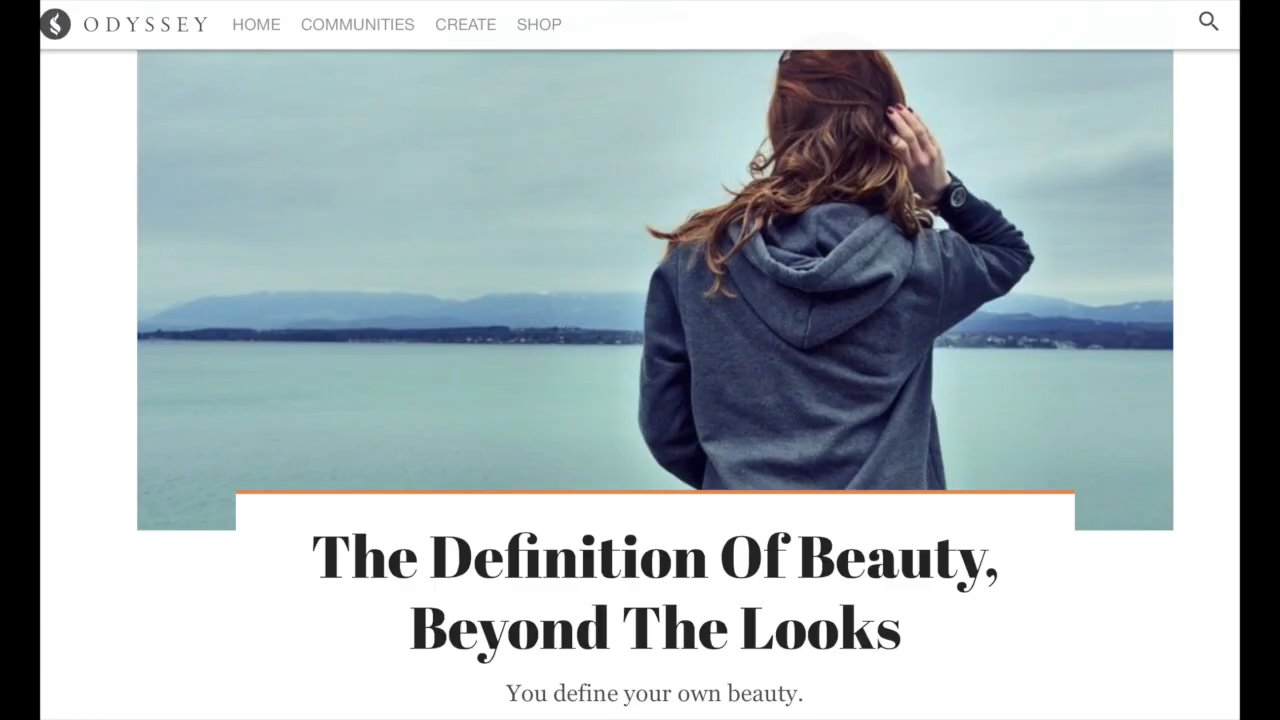 ODYSSEY HOME COMMUNITIES CREATE SHOP
The Definition Of Beauty,
Beyond The Looks
You define your own beauty.